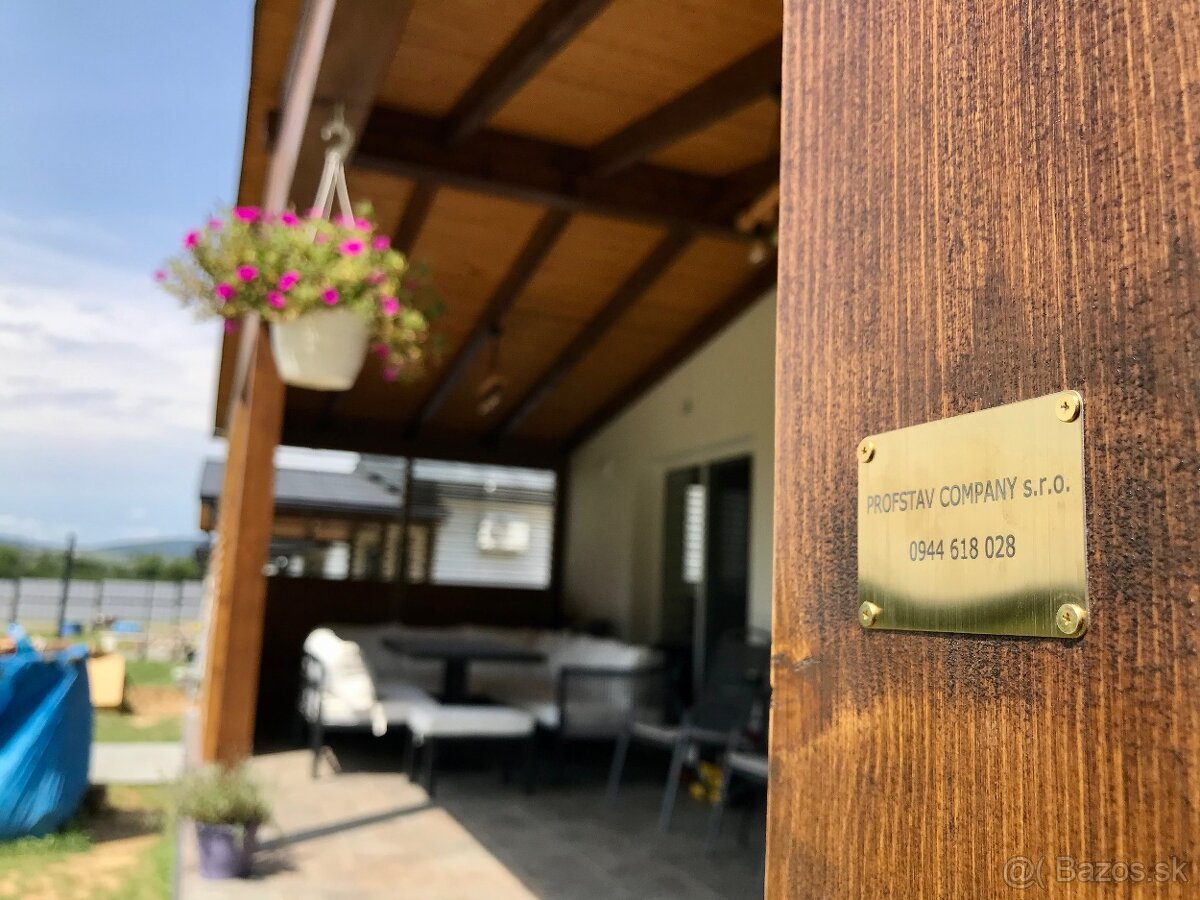 PROFSTAV COMPANY s.r.o.
0944 618 028
@( Bazos.sk